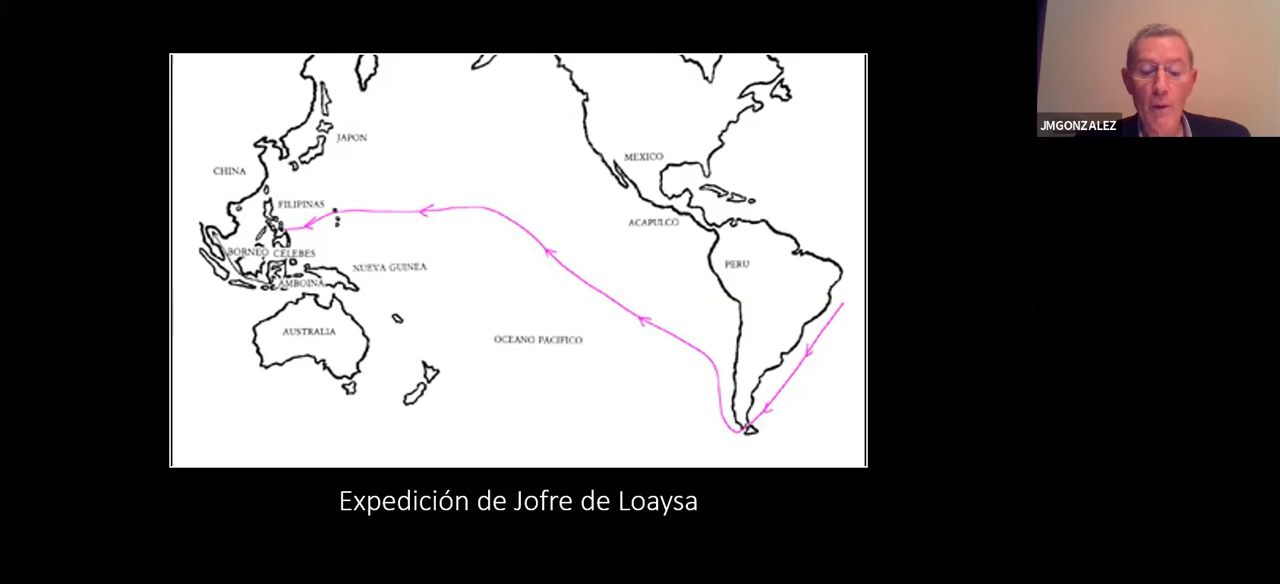 JMGONZALEZ
JAPON
MEXICO
CHINA
FILIPINAS
ACAPULCO
BORNEO CELEBES
PERU
NUEVA GUINEA
AMBOINA
AUSTRALIA
OCEANO PACIFICO
Expedición de Jofre de Loaysa